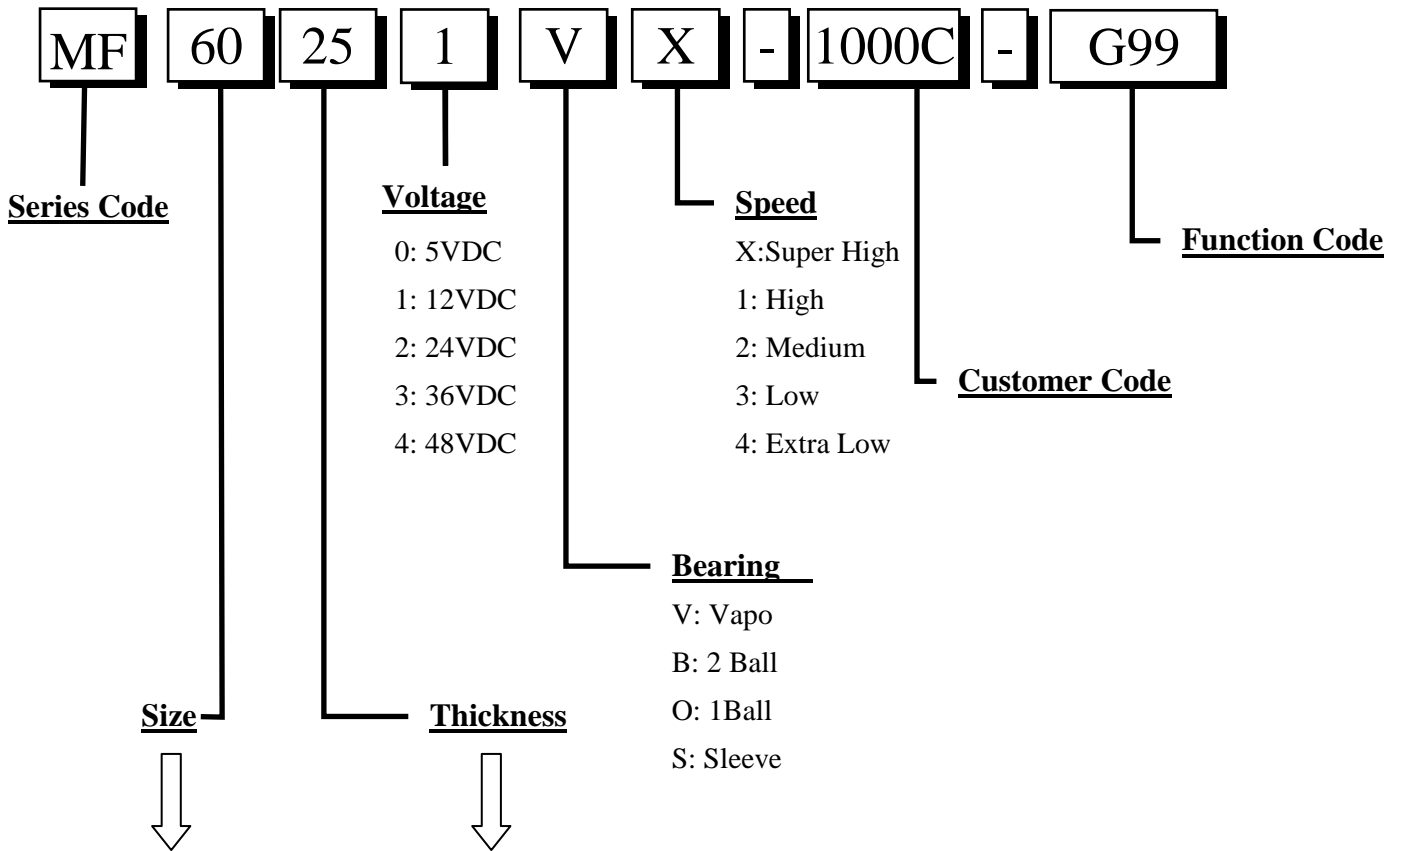 MF 60 25 1 V X - 1000C - G99
Series Code
Voltage
0: 5VDC
1: 12VDC
2: 24VDC
3: 36VDC
4: 48VDC
Speed
X:Super High
1: High
2: Medium
3: Low
4: Extra Low
Function Code
Customer Code
Bearing
V: Vapo
B: 2 Ball
O: 1Ball
S: Sleeve
Size
Thickness